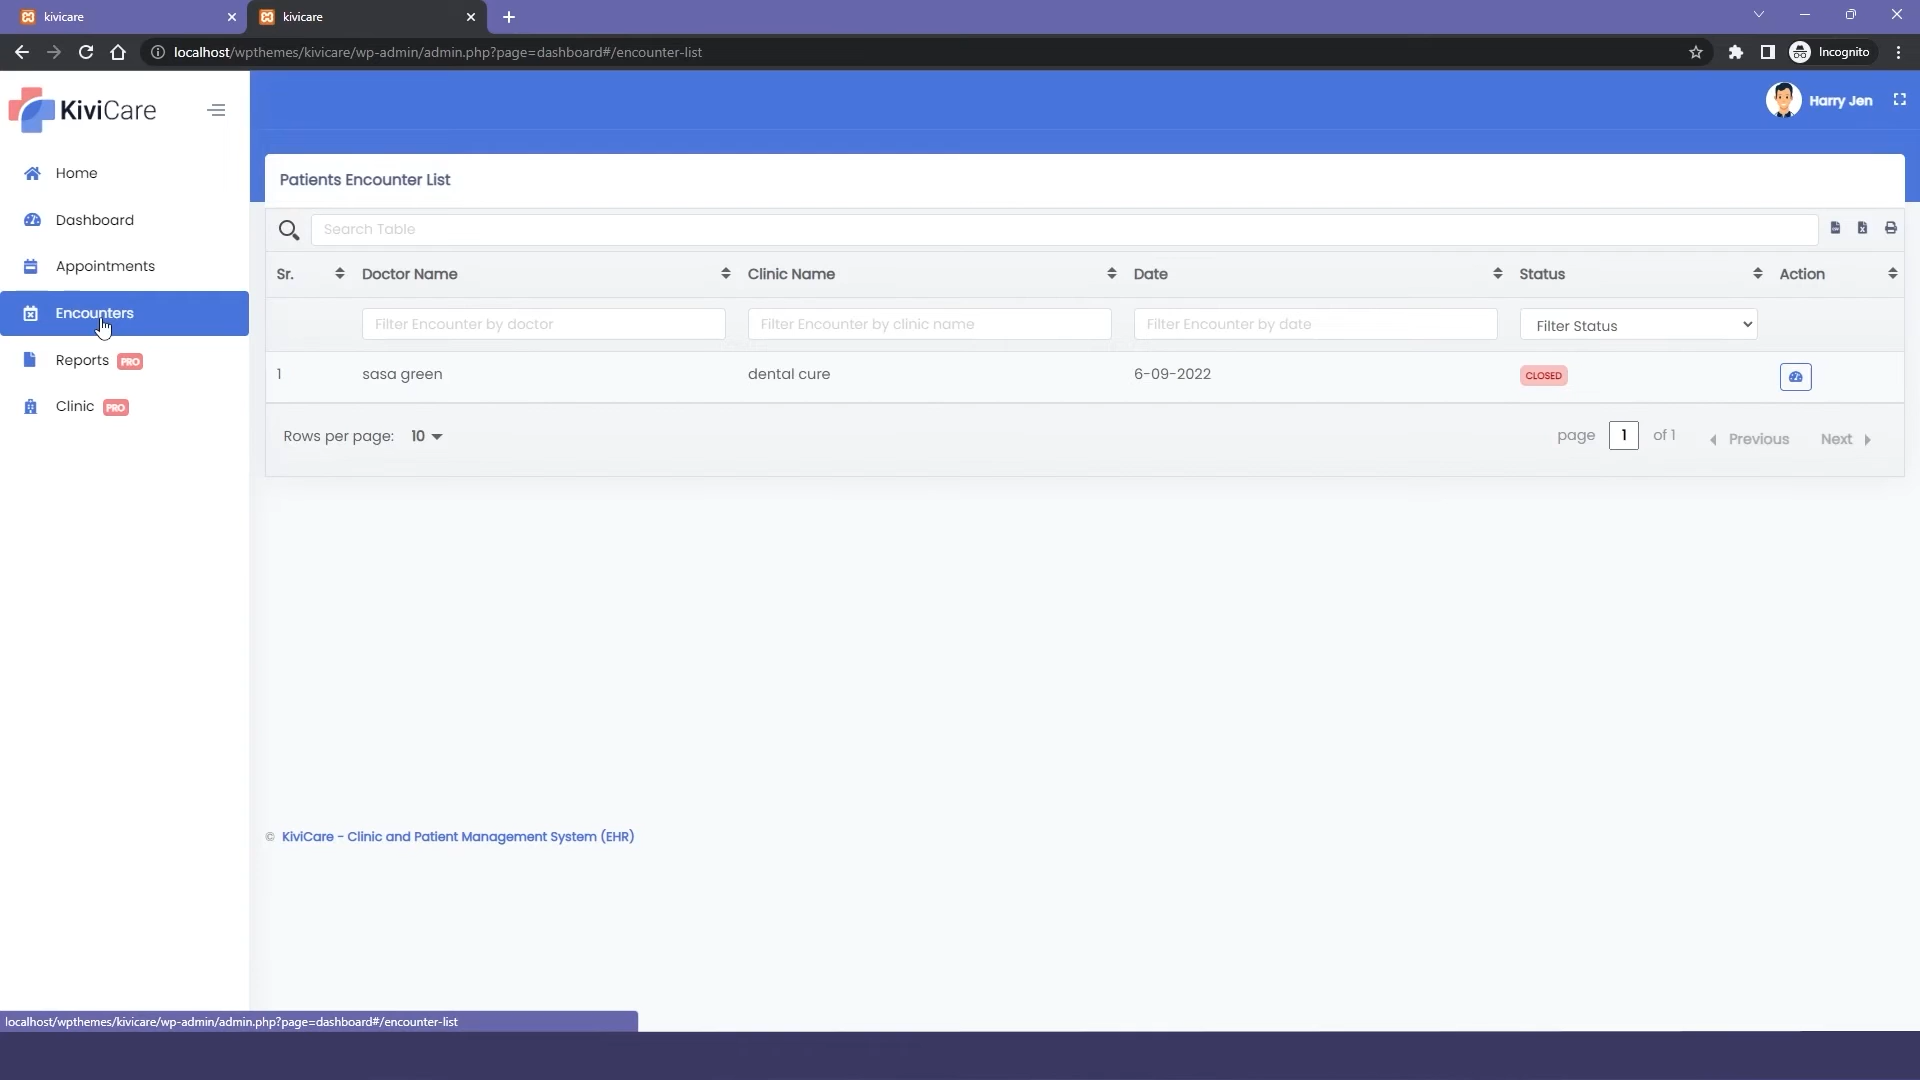 kivicare
kivicare
localhost/wpthemes/kivicare/wp-admin/admin.php?page=dashboard#/encounter-list
Incognito
KiviCare
Harry Jen
Home
Dashboard
Appointments
Encounters
Reports PRO
Clinic PRO
Patients Encounter List
Search Table
Sr. Doctor Name Clinic Name Date Status Action
Filter Encounter by doctor Filter Encounter by clinic name Filter Encounter by date Filter Status
1 sasa green dental cure 6-09-2022 CLOSED
Rows per page: 10 page 1 of 1 Previous Next
© KiviCare - Clinic and Patient Management System (EHR)
localhost/wpthemes/kivicare/wp-admin/admin.php?page=dashboard#/encounter-list